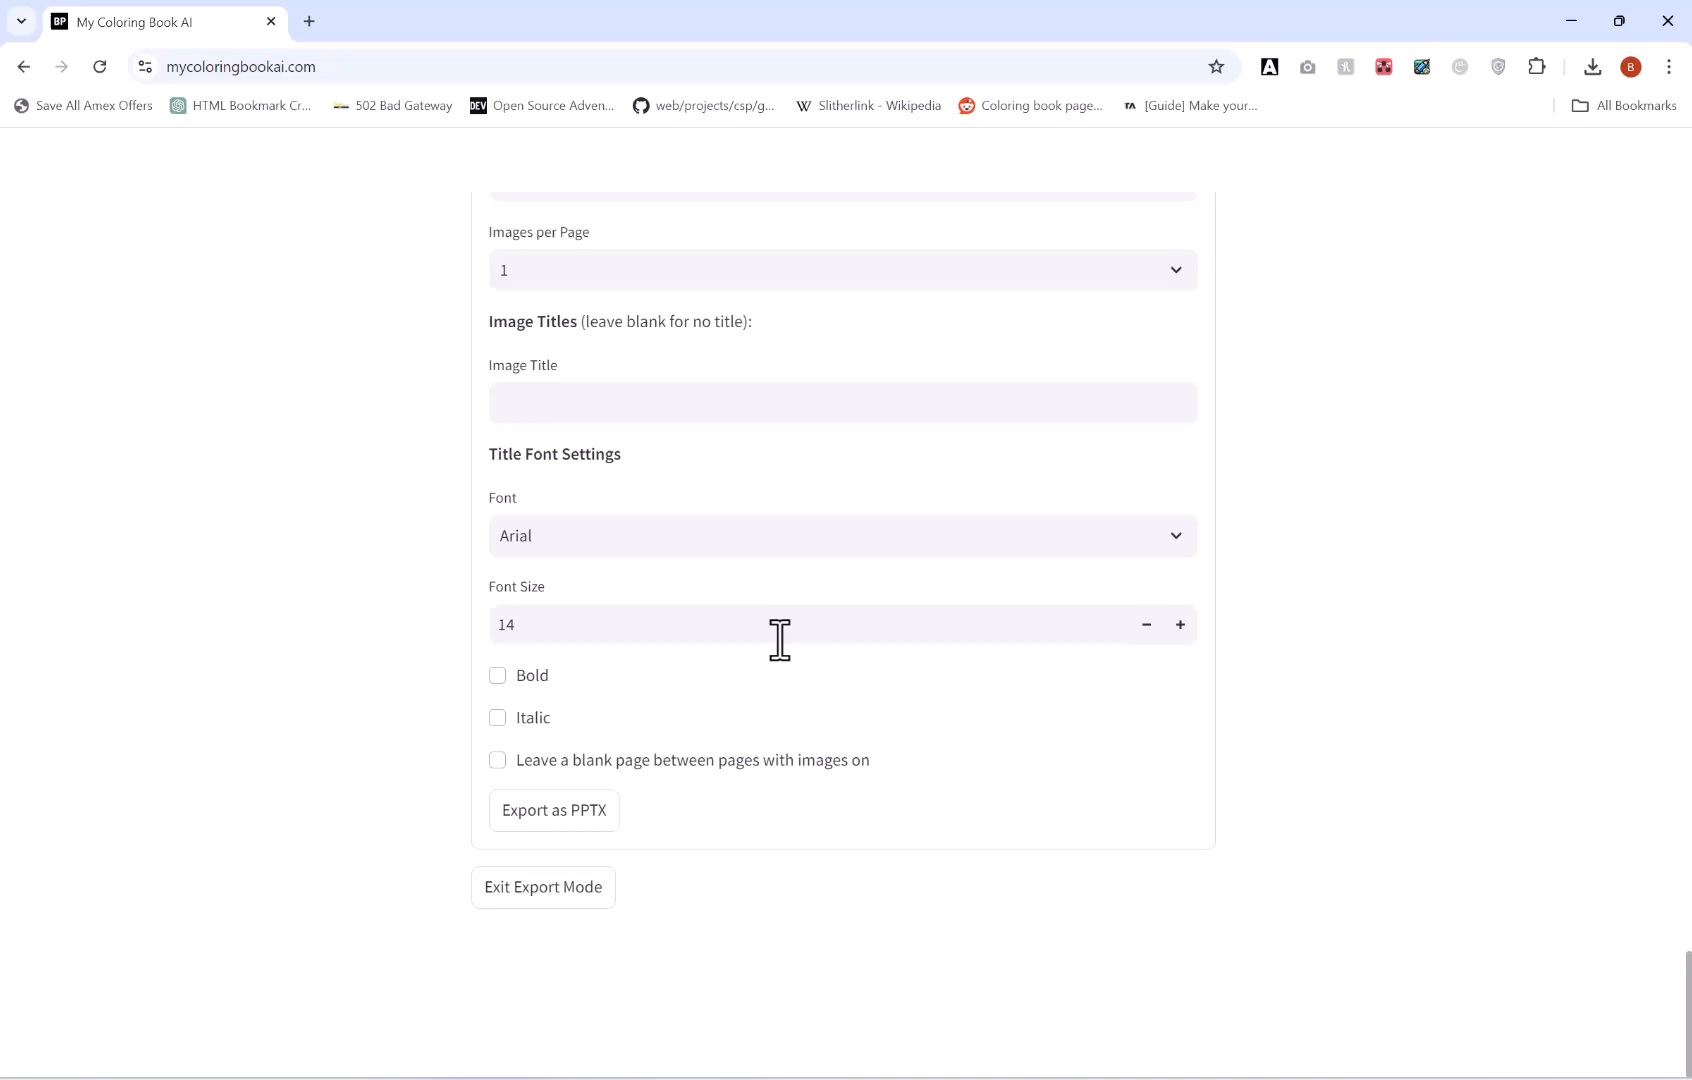 BP My Coloring Book AI
mycoloringbookai.com
B
Save All Amex Offers HTML Bookmark Cr... 502 Bad Gateway DEV Open Source Adven... web/projects/csp/g... W Slitherlink - Wikipedia Coloring book page... TA [Guide] Make your... All Bookmarks
Images per Page
1
Image Titles (leave blank for no title):
Image Title
Title Font Settings
Font
Arial
Font Size
14 - +
Bold
Italic
Leave a blank page between pages with images on
Export as PPTX
Exit Export Mode